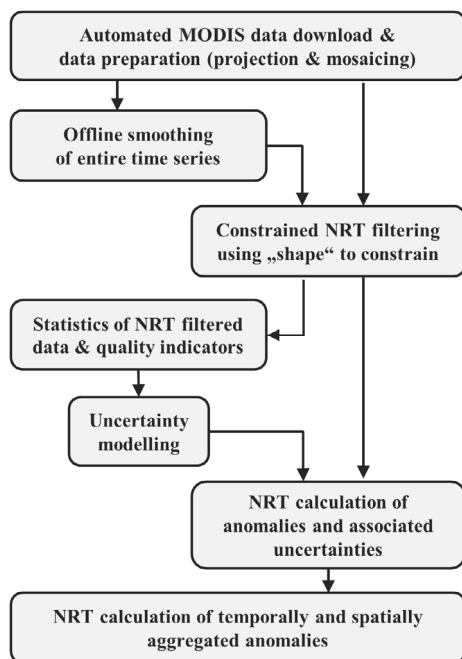 Automated MODIS data download &
data preparation (projection & mosaicing)
Offline smoothing
of entire time series
Constrained NRT filtering
using „shape“ to constrain
Statistics of NRT filtered
data & quality indicators
Uncertainty
modelling
NRT calculation of
anomalies and associated
uncertainties
NRT calculation of temporally and spatially
aggregated anomalies